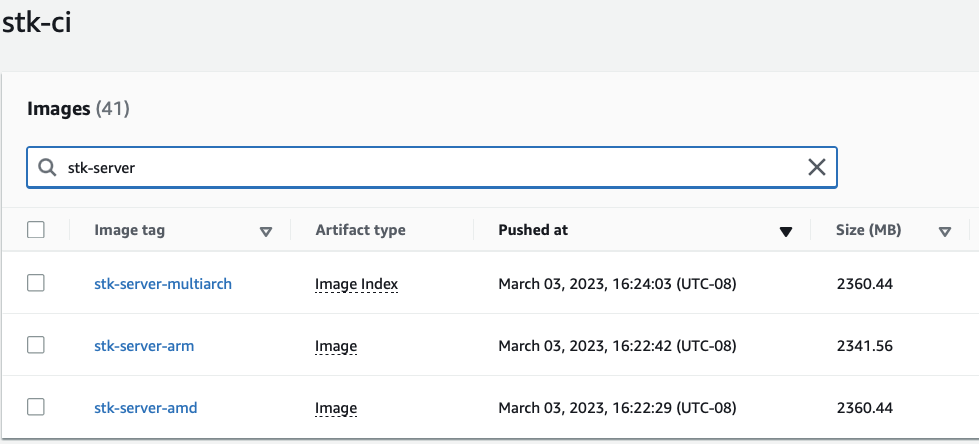 stk-ci
Images (41)
stk-server
Image tag Artifact type Pushed at Size (MB)
stk-server-multiarch Image Index March 03, 2023, 16:24:03 (UTC-08) 2360.44
stk-server-arm Image March 03, 2023, 16:22:42 (UTC-08) 2341.56
stk-server-amd Image March 03, 2023, 16:22:29 (UTC-08) 2360.44